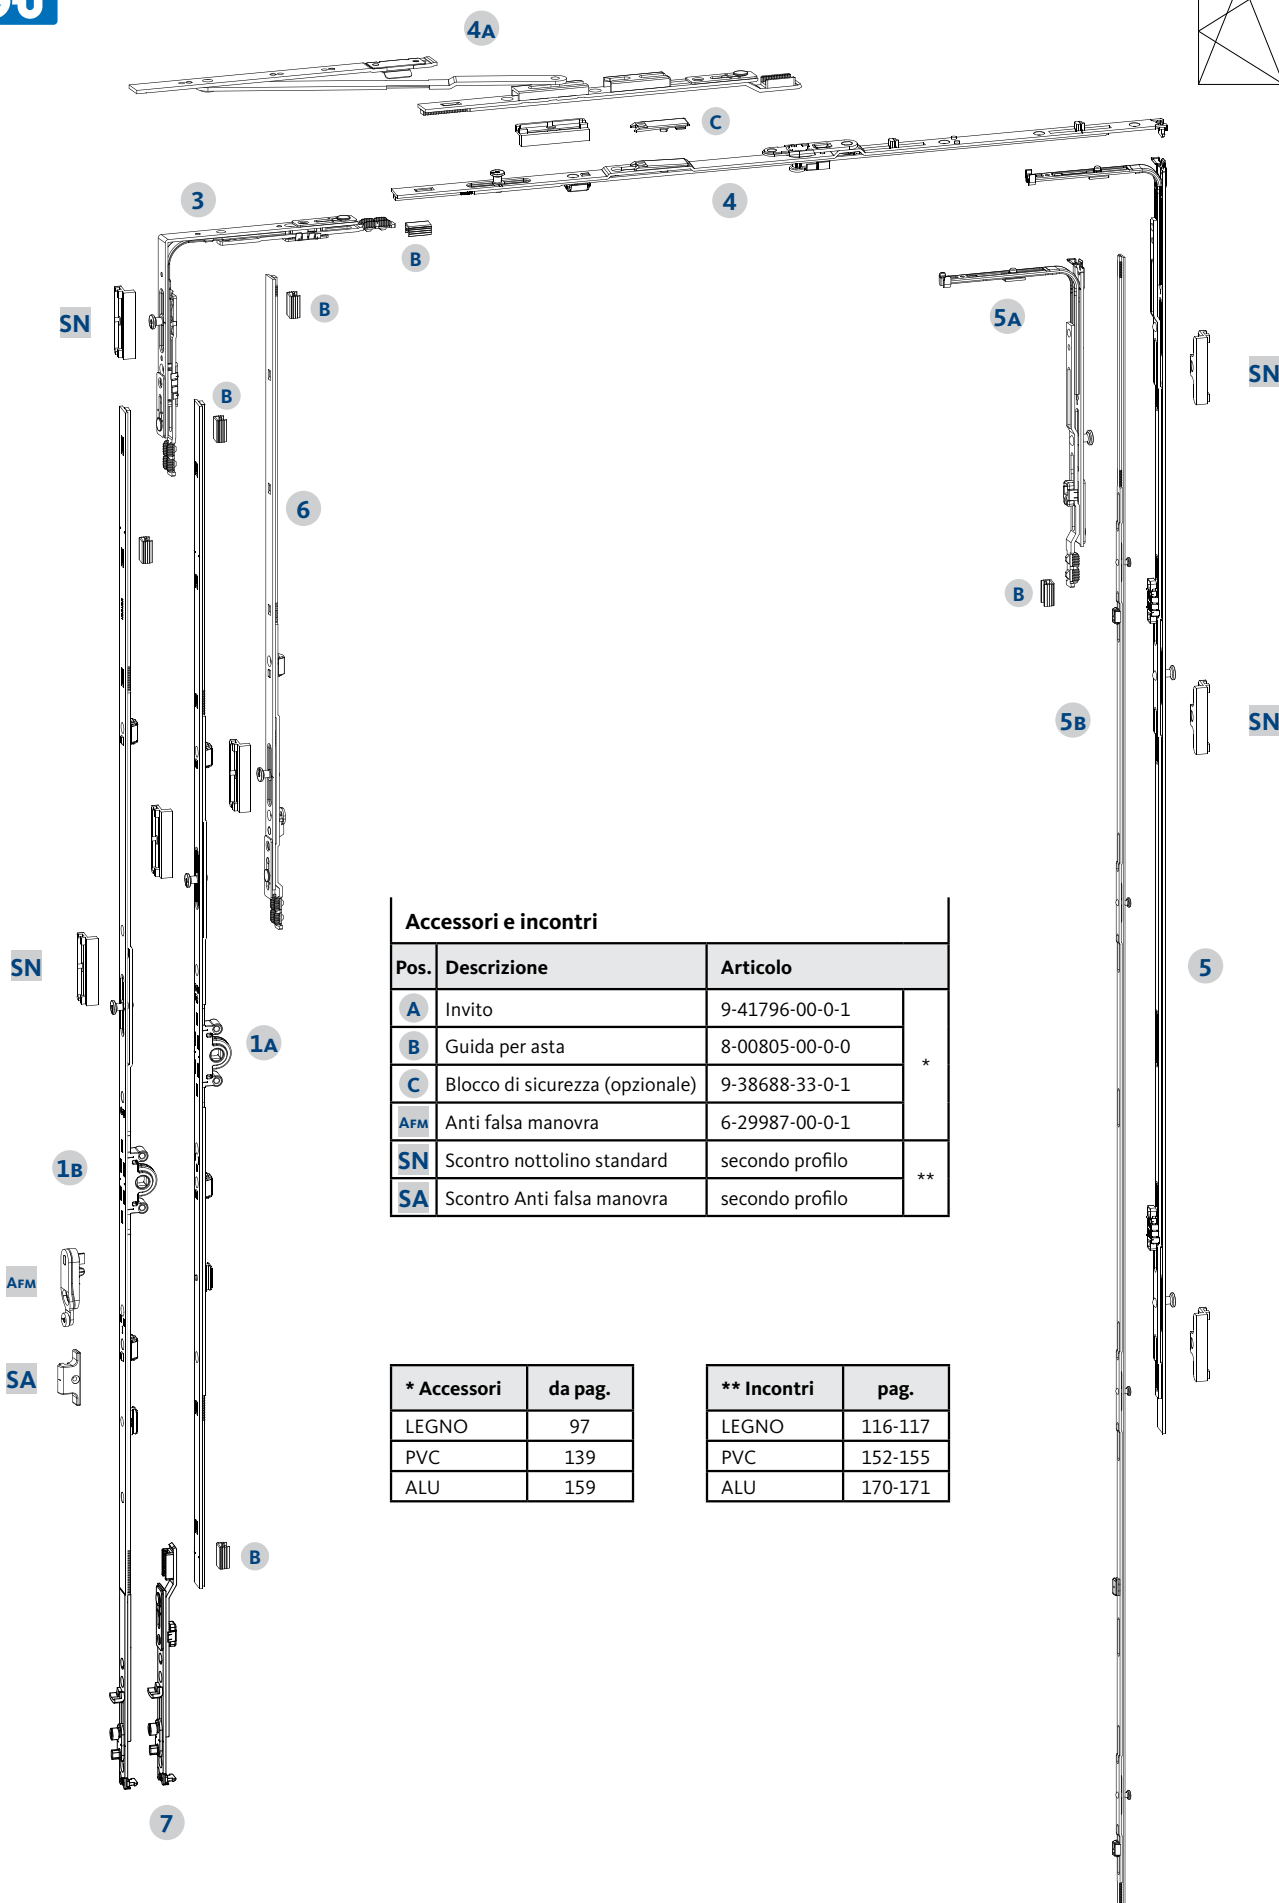 4A
C
3
4
B
SN
B
5A
SN
B
6
B
5B
SN
Accessori e incontri
Pos. Descrizione Articolo
SN
5
A Invito 9-41796-00-0-1
B Guida per asta 8-00805-00-0-0
1A
*
C Blocco di sicurezza (opzionale) 9-38688-33-0-1
AFM Anti falsa manovra 6-29987-00-0-1
1B
SN Scontro nottolino standard secondo profilo
**
SA Scontro Anti falsa manovra secondo profilo
AFM
SA
* Accessori da pag.
LEGNO 97
PVC 139
ALU 159
** Incontri pag.
LEGNO 116-117
PVC 152-155
ALU 170-171
B
7